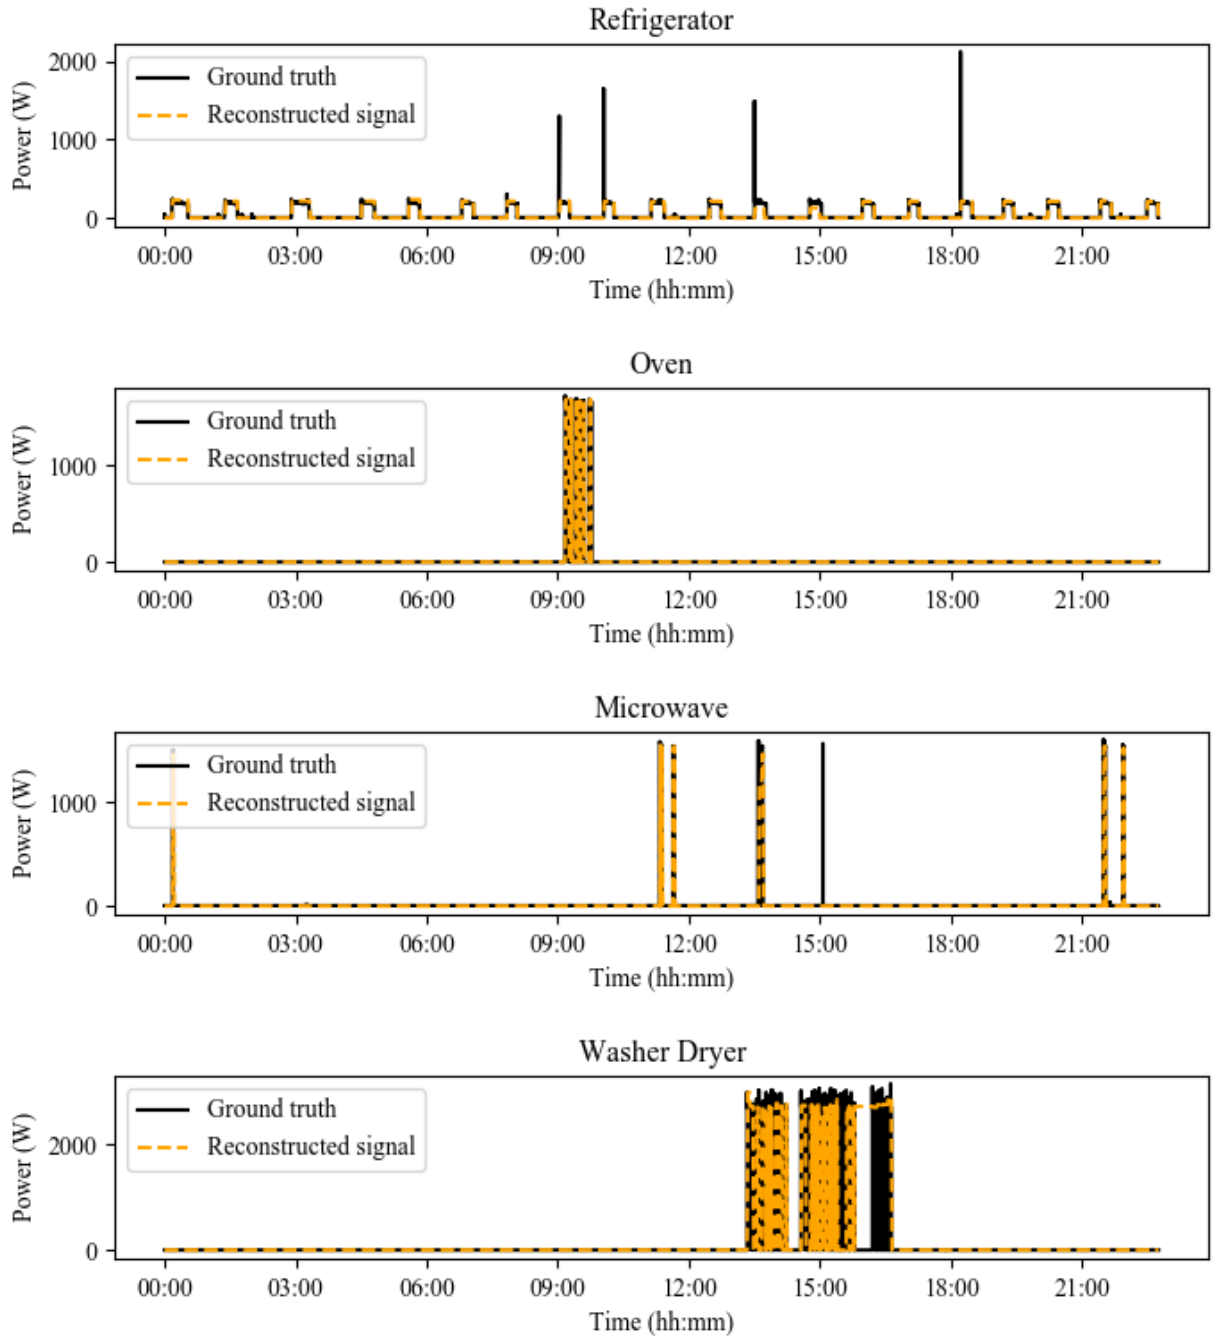 Refrigerator
Power (W)
2000
1000
0
Ground truth
Reconstructed signal
00:00 03:00 06:00 09:00 12:00 15:00 18:00 21:00
Time (hh:mm)
Oven
Power (W)
1000
0
Ground truth
Reconstructed signal
00:00 03:00 06:00 09:00 12:00 15:00 18:00 21:00
Time (hh:mm)
Microwave
Power (W)
1000
0
Ground truth
Reconstructed signal
00:00 03:00 06:00 09:00 12:00 15:00 18:00 21:00
Time (hh:mm)
Washer Dryer
Power (W)
2000
0
Ground truth
Reconstructed signal
00:00 03:00 06:00 09:00 12:00 15:00 18:00 21:00
Time (hh:mm)